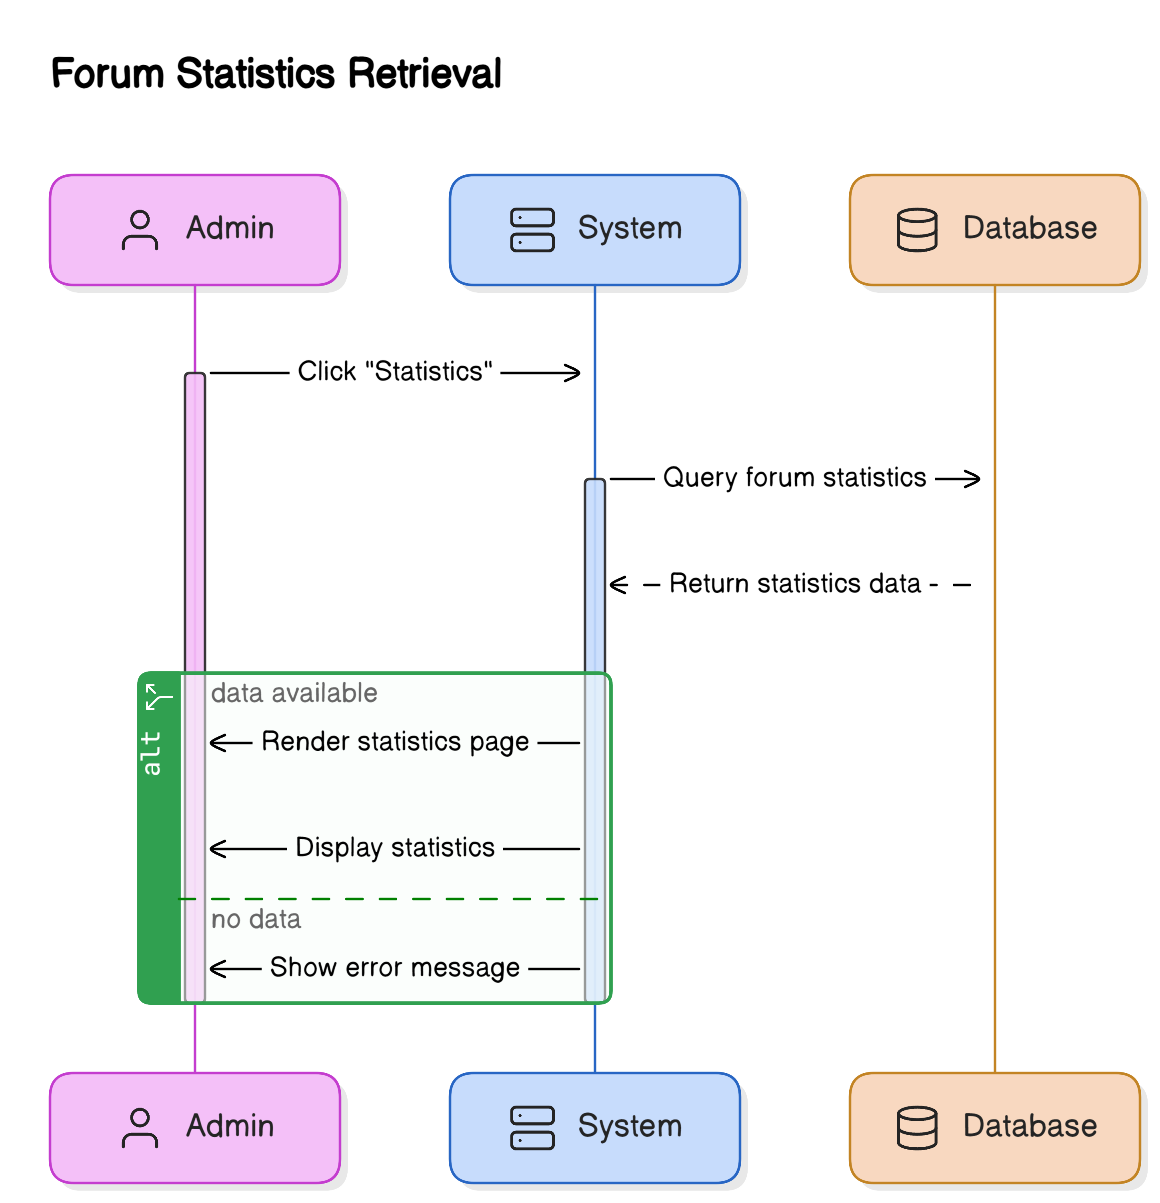 Forum Statistics Retrieval
Admin
System
Database
Click "Statistics"
Query forum statistics
Return statistics data
alt
data available
Render statistics page
Display statistics
no data
Show error message
Admin
System
Database